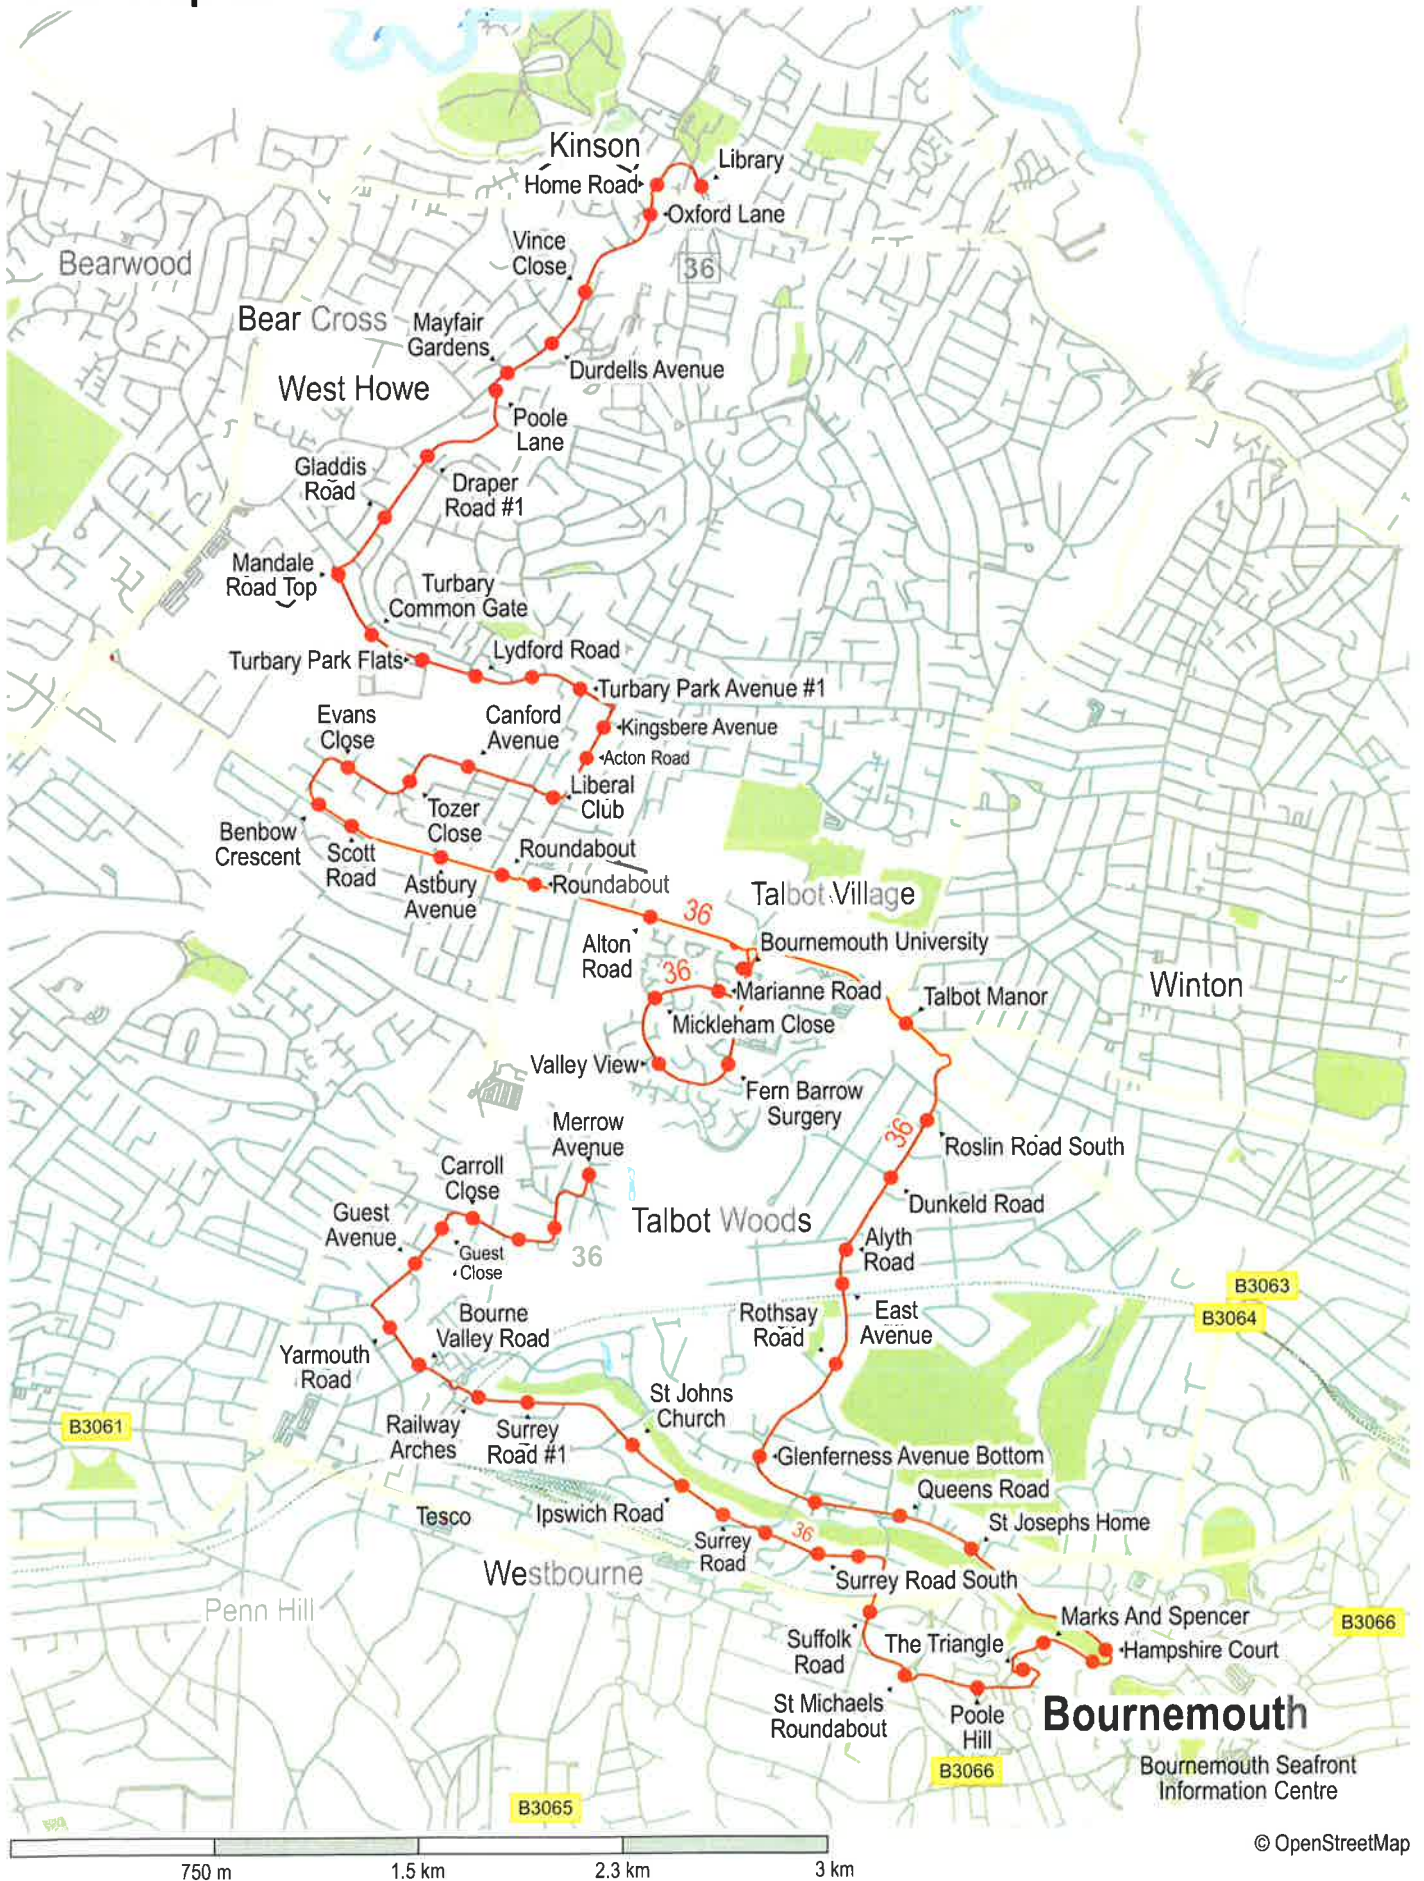 Kinson
Library
Home Road
Oxford Lane
Vince
Close
36
Bearwood
Bear Cross
Mayfair
Gardens
Durdells Avenue
West Howe
Poole
Lane
Gladdis
Road
Draper
Road #1
Mandale
Road Top
Turbary
Common Gate
Lydford Road
Turbary Park Flats
Turbary Park Avenue #1
Evans
Close
Canford
Avenue
Kingsbere Avenue
Acton Road
Liberal
Club
Tozer
Close
Benbow
Crescent
Scott
Road
Roundabout
Astbury
Avenue
Roundabout
Talbot Village
36
Alton
Road
Bournemouth University
36
Marianne Road
Winton
Talbot Manor
Mickleham Close
Valley View
Fern Barrow
Surgery
Merrow
Avenue
36
Roslin Road South
Carroll
Close
Dunkeld Road
Guest
Avenue
Talbot Woods
Guest
Close
36
Alyth
Road
B3063
B3064
Bourne
Valley Road
Rothsay
Road
East
Avenue
Yarmouth
Road
St Johns
Church
B3061
Railway
Arches
Surrey
Road #1
Glenferness Avenue Bottom
Queens Road
Tesco
Ipswich Road
36
St Josephs Home
Surrey
Road
Westbourne
Surrey Road South
Penn Hill
Marks And Spencer
B3066
Suffolk
Road
The Triangle
Hampshire Court
St Michaels
Roundabout
Poole
Hill
Bournemouth
B3066
Bournemouth Seafront
Information Centre
B3065
© OpenStreetMap
750 m
1.5 km
2.3 km
3 km